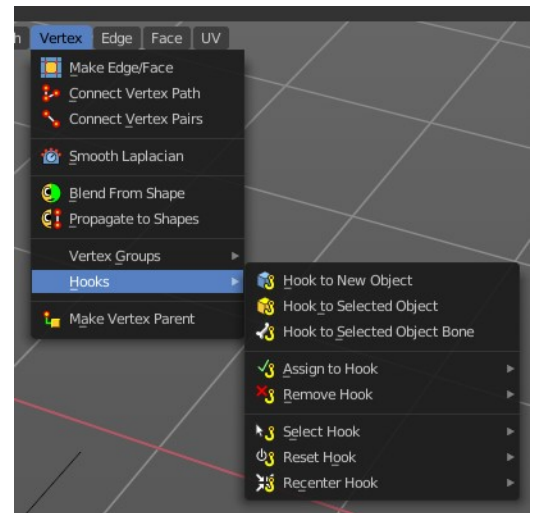 h Vertex Edge Face UV
Make Edge/Face
Connect Vertex Path
Connect Vertex Pairs
Smooth Laplacian
Blend From Shape
Propagate to Shapes
Vertex Groups
Hooks
Make Vertex Parent
Hook to New Object
Hook to Selected Object
Hook to Selected Object Bone
Assign to Hook
Remove Hook
Select Hook
Reset Hook
Recenter Hook